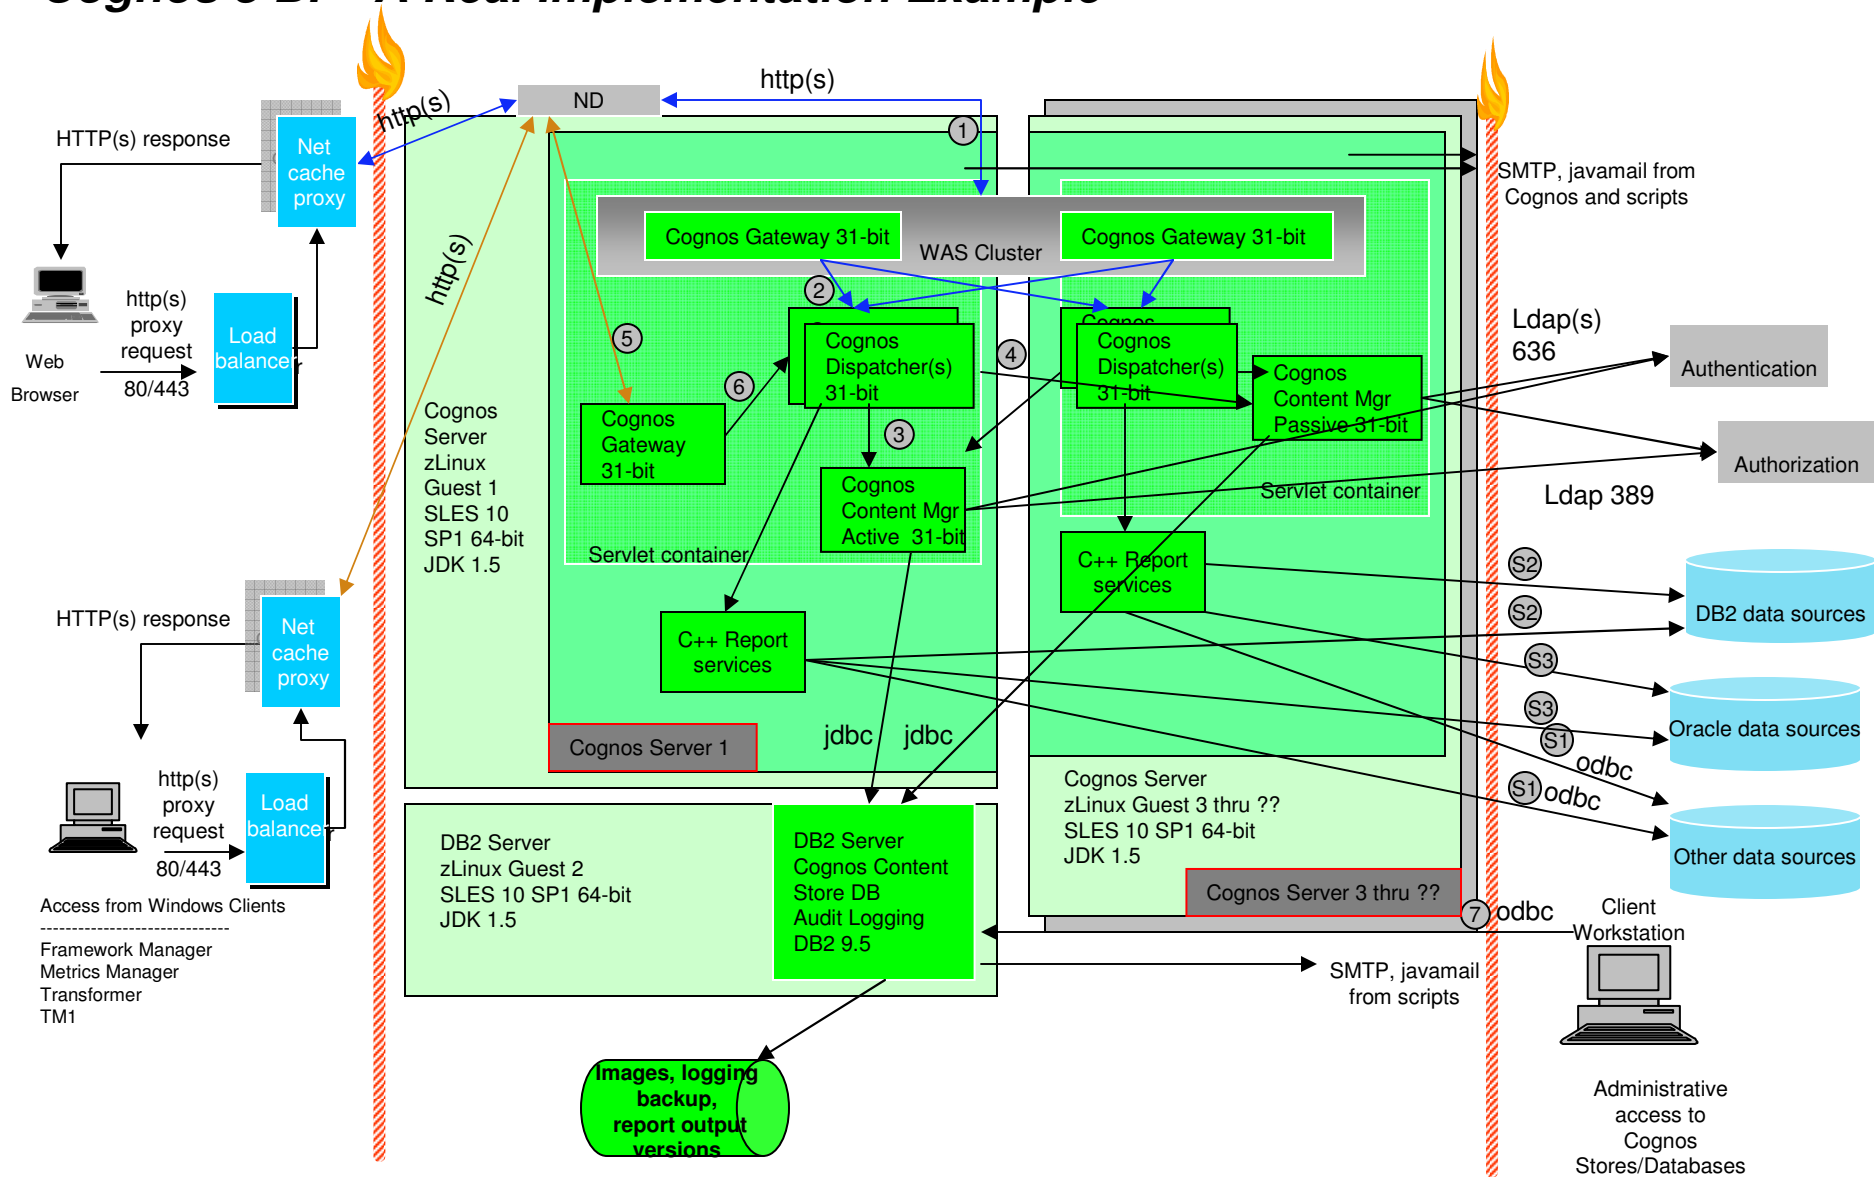 http(s)
ND
http(s)
HTTP(s) response
Net
cache
proxy
1
SMTP, javamail from
Cognos and scripts
Cognos Gateway 31-bit
WAS Cluster
Cognos Gateway 31-bit
http(s)
http(s)
proxy
request
80/443
Web
Browser
Load
balancer
2
Cognos
Dispatcher(s)
31-bit
5
6
4
Cognos
Cognos
Dispatcher(s)
31-bit
Cognos
Content Mgr
Passive 31-bit
Servlet container
Ldap(s)
636
Authentication
Authorization
Ldap 389
Cognos
Server
zLinux
Guest 1
SLES 10
SP1 64-bit
JDK 1.5
Cognos
Gateway
31-bit
3
Cognos
Content Mgr
Active 31-bit
Servlet container
C++ Report
services
C++ Report
services
S2
S2
S3
S3
S1
odbc
S1
odbc
DB2 data sources
Oracle data sources
Other data sources
HTTP(s) response
Net
cache
proxy
http(s)
proxy
request
80/443
Load
balancer
Access from Windows Clients
-----------------------------
Framework Manager
Metrics Manager
Transformer
TM1
Cognos Server 1
jdbc
jdbc
DB2 Server
zLinux Guest 2
SLES 10 SP1 64-bit
JDK 1.5
DB2 Server
Cognos Content
Store DB
Audit Logging
DB2 9.5
Cognos Server
zLinux Guest 3 thru ??
SLES 10 SP1 64-bit
JDK 1.5
Cognos Server 3 thru ??
7
odbc
Client
Workstation
SMTP, javamail
from scripts
Images, logging
backup,
report output
versions
Administrative
access to
Cognos
Stores/Databases